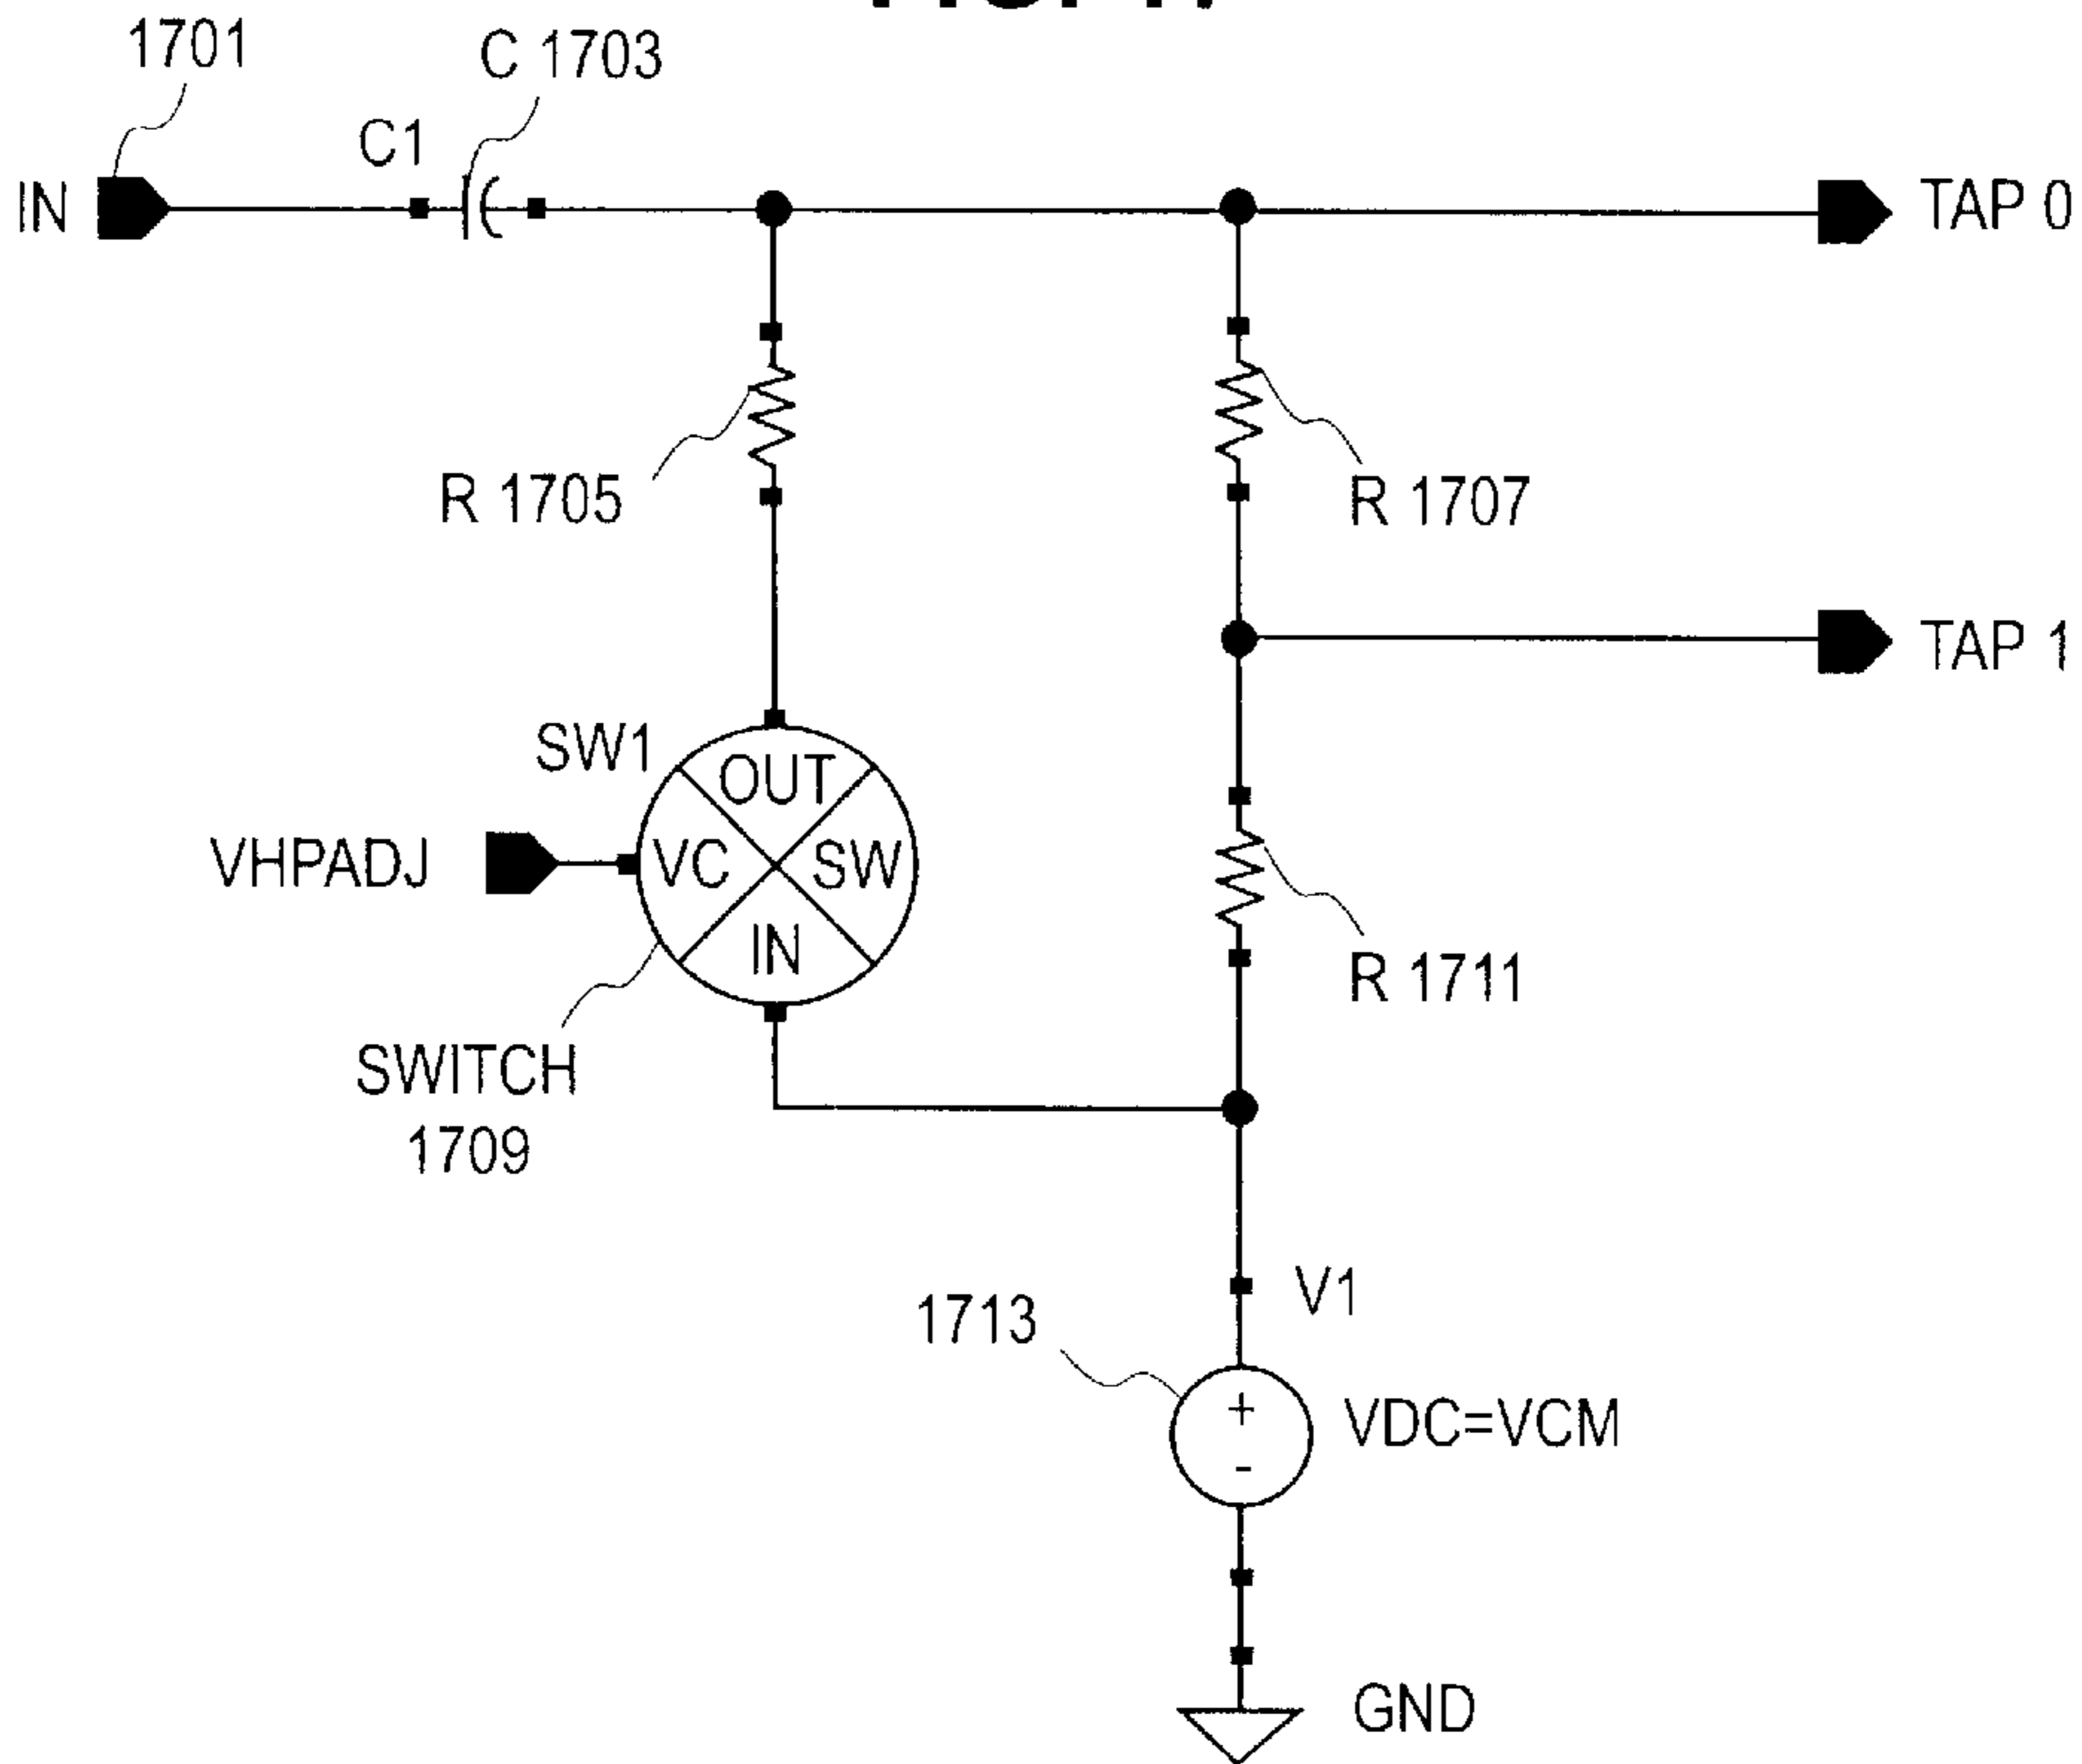 1701
C 1703
C1
IN
TAP 0
R 1705
R 1707
TAP 1
SW1
OUT
VHPADJ
VC
SW
IN
R 1711
SWITCH
1709
V1
1713
+
VDC=VCM
-
GND